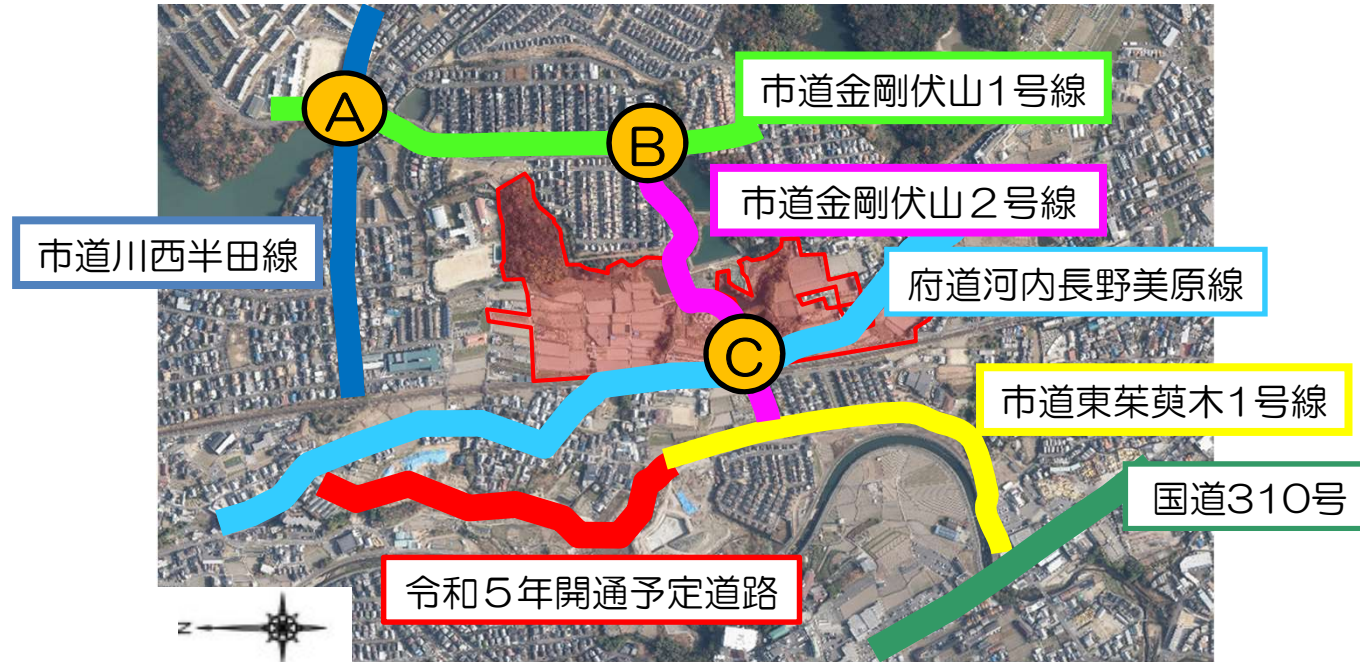 市道金剛伏山1号線
A
B
市道金剛伏山2号線
市道川西半田線
府道河内長野美原線
C
市道東茱萸木1号線
国道310号
令和5年開通予定道路
N